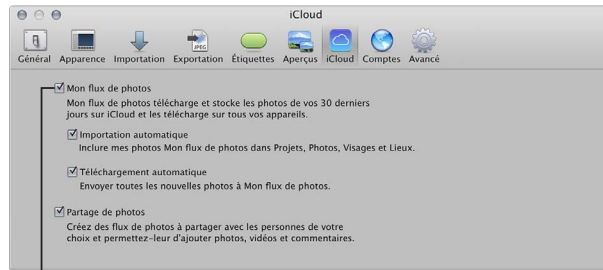 iCloud
JPEG
Général Apparence Importation Exportation Étiquettes Aperçus iCloud Comptes Avancé
Mon flux de photos
Mon flux de photos télécharge et stocke les photos de vos 30 derniers
jours sur iCloud et les télécharge sur tous vos appareils.
Importation automatique
Inclure mes photos Mon flux de photos dans Projets, Photos, Visages et Lieux.
Téléchargement automatique
Envoyer toutes les nouvelles photos à Mon flux de photos.
Partage de photos
Créez des flux de photos à partager avec les personnes de votre
choix et permettez-leur d'ajouter photos, vidéos et commentaires.